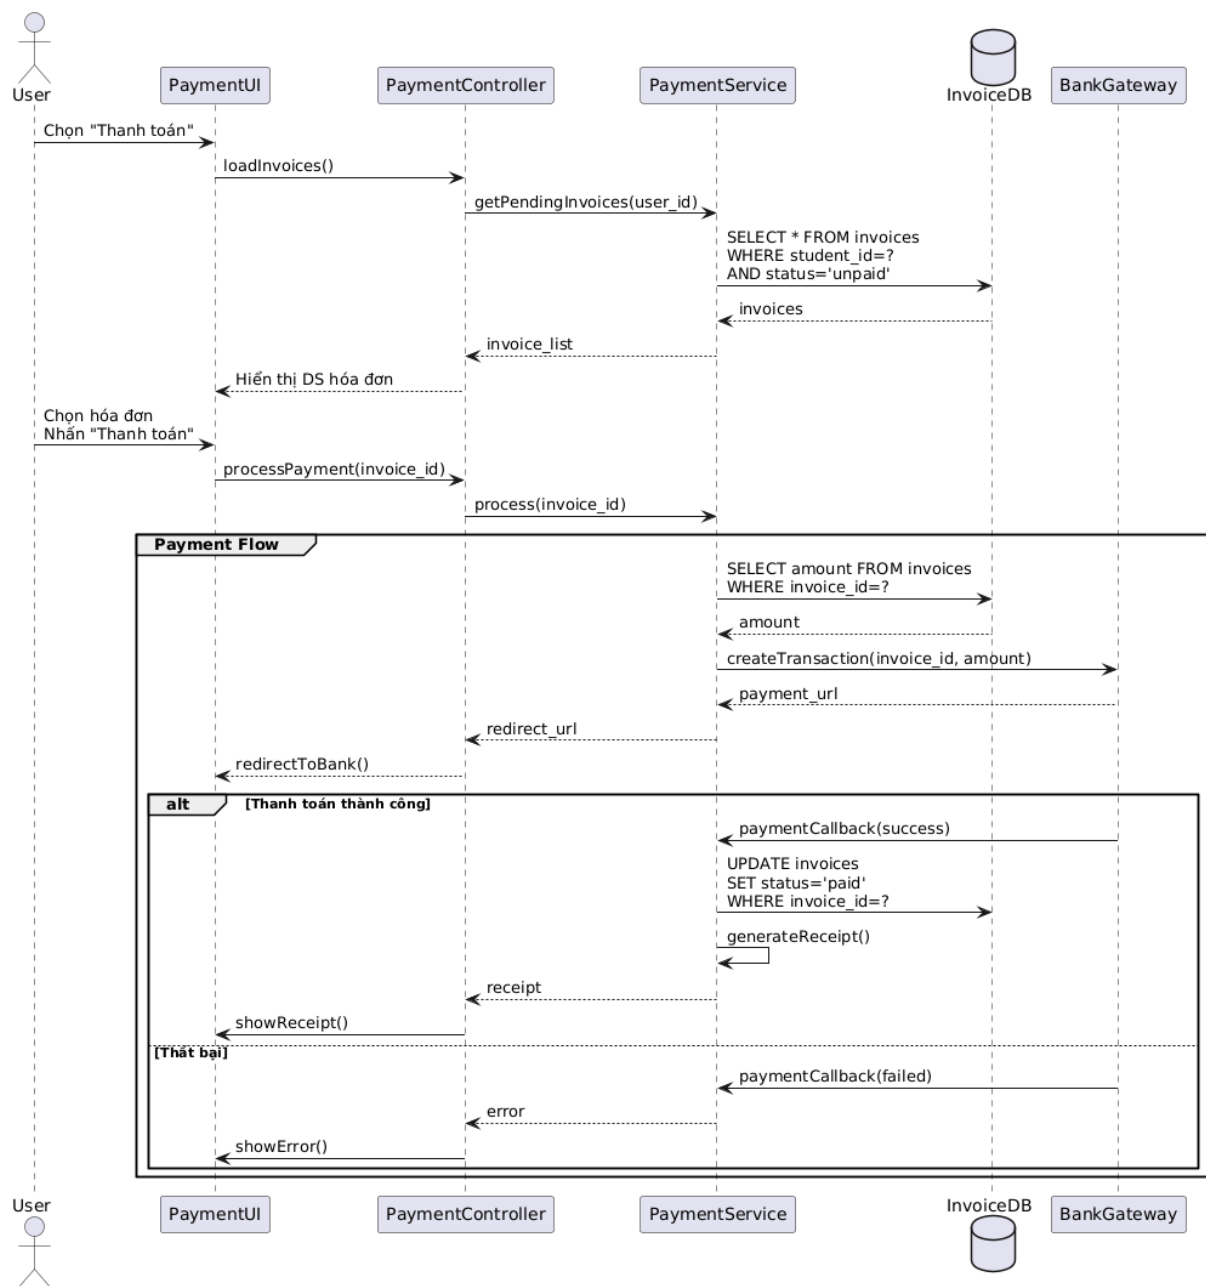 User
PaymentUI
PaymentController
PaymentService
InvoiceDB
BankGateway
Chọn "Thanh toán"
loadInvoices()
getPendingInvoices(user_id)
SELECT * FROM invoices
WHERE student_id=?
AND status='unpaid'
invoices
invoice_list
Hiển thị DS hóa đơn
Chọn hóa đơn
Nhấn "Thanh toán"
processPayment(invoice_id)
process(invoice_id)
Payment Flow
SELECT amount FROM invoices
WHERE invoice_id=?
amount
createTransaction(invoice_id, amount)
payment_url
redirect_url
redirectToBank()
alt [Thanh toán thành công]
paymentCallback(success)
UPDATE invoices
SET status='paid'
WHERE invoice_id=?
generateReceipt()
receipt
showReceipt()
[Thất bại]
paymentCallback(failed)
error
showError()
User
PaymentUI
PaymentController
PaymentService
InvoiceDB
BankGateway